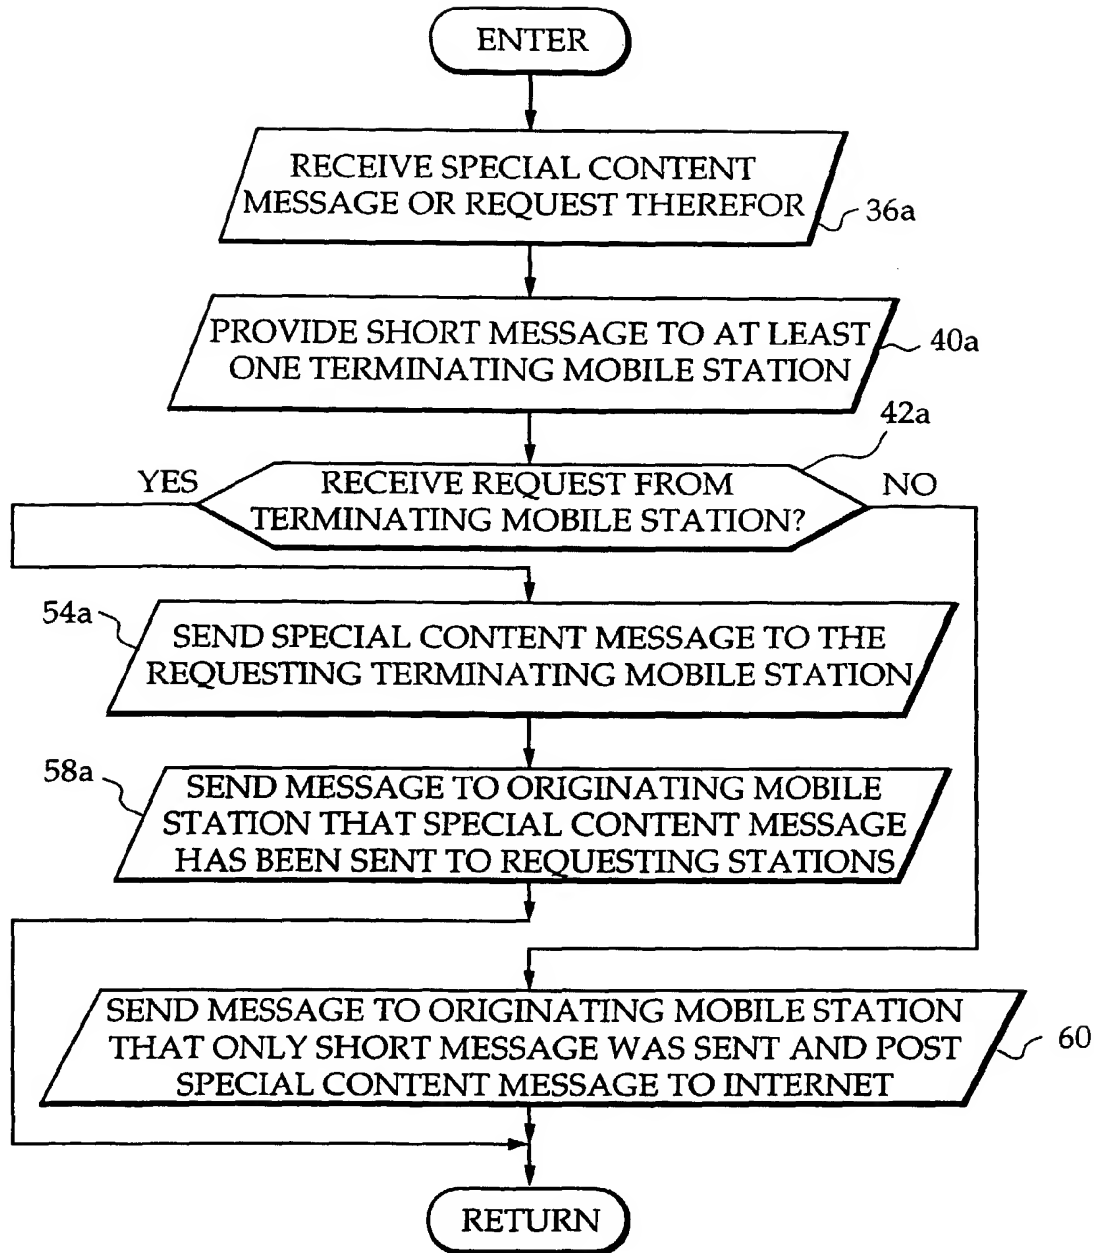 ENTER
RECEIVE SPECIAL CONTENT
MESSAGE OR REQUEST THEREFOR
36a
PROVIDE SHORT MESSAGE TO AT LEAST
ONE TERMINATING MOBILE STATION
40a
42a
YES
RECEIVE REQUEST FROM
TERMINATING MOBILE STATION?
NO
54a
SEND SPECIAL CONTENT MESSAGE TO THE
REQUESTING TERMINATING MOBILE STATION
58a
SEND MESSAGE TO ORIGINATING MOBILE
STATION THAT SPECIAL CONTENT MESSAGE
HAS BEEN SENT TO REQUESTING STATIONS
SEND MESSAGE TO ORIGINATING MOBILE STATION
THAT ONLY SHORT MESSAGE WAS SENT AND POST
SPECIAL CONTENT MESSAGE TO INTERNET
60
RETURN